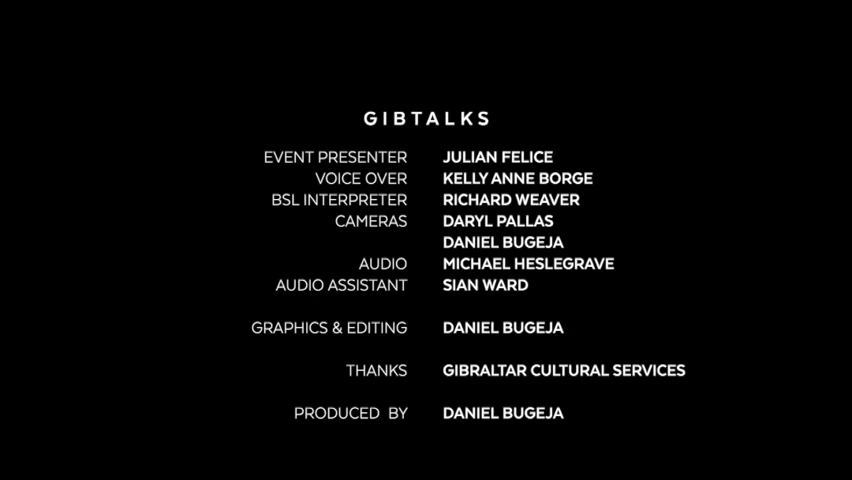 GIBTALKS
EVENT PRESENTER JULIAN FELICE
VOICE OVER KELLY ANNE BORGE
BSL INTERPRETER RICHARD WEAVER
CAMERAS DARYL PALLAS
DANIEL BUGEJA
AUDIO MICHAEL HESLEGRAVE
AUDIO ASSISTANT SIAN WARD
GRAPHICS & EDITING DANIEL BUGEJA
THANKS GIBRALTAR CULTURAL SERVICES
PRODUCED BY DANIEL BUGEJA